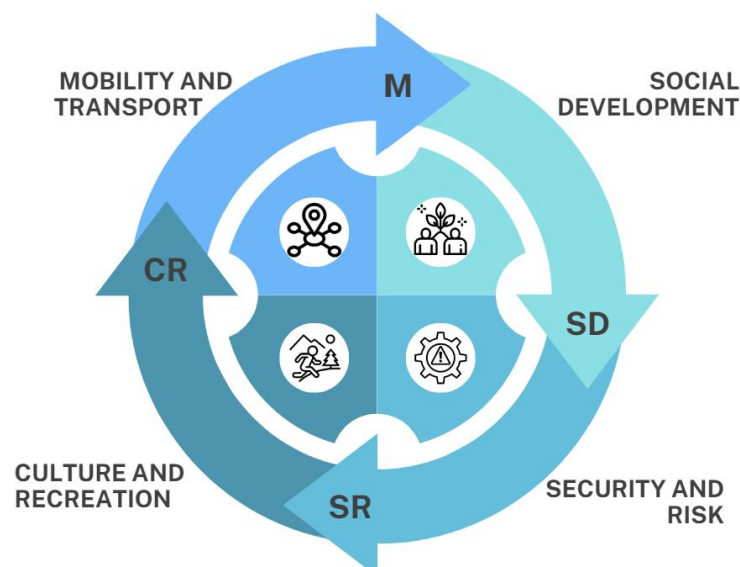 MOBILITY AND
TRANSPORT
M
SOCIAL
DEVELOPMENT
CR
SD
CULTURE AND
RECREATION
SR
SECURITY AND
RISK